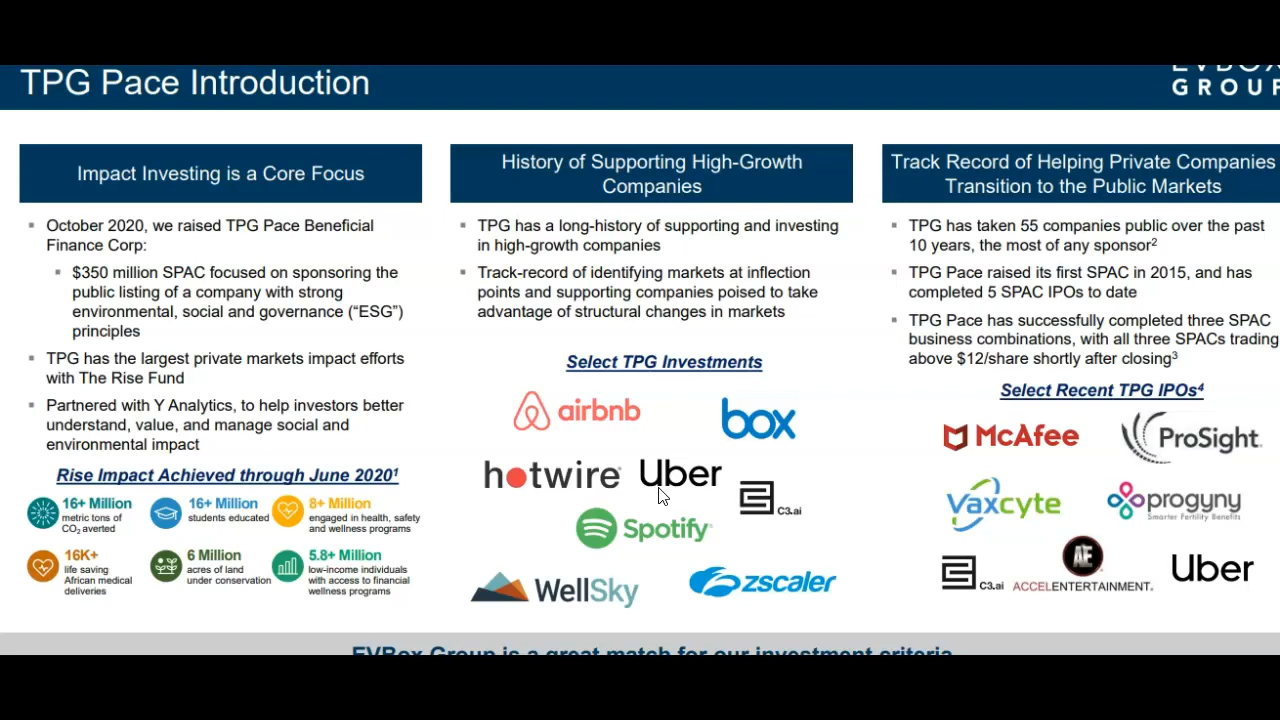 TPG Pace Introduction
EVBOX
GROUP
Impact Investing is a Core Focus
▪ October 2020, we raised TPG Pace Beneficial
Finance Corp:
▪ $350 million SPAC focused on sponsoring the
public listing of a company with strong
environmental, social and governance (“ESG”)
principles
▪ TPG has the largest private markets impact efforts
with The Rise Fund
▪ Partnered with Y Analytics, to help investors better
understand, value, and manage social and
environmental impact
Rise Impact Achieved through June 2020¹
16+ Million
metric tons of
CO₂ averted
16+ Million
students educated
8+ Million
engaged in health, safety
and wellness programs
16K+
life saving
African medical
deliveries
6 Million
acres of land
under conservation
5.8+ Million
low-income individuals
with access to financial
wellness programs
History of Supporting High-Growth
Companies
▪ TPG has a long-history of supporting and investing
in high-growth companies
▪ Track-record of identifying markets at inflection
points and supporting companies poised to take
advantage of structural changes in markets
Select TPG Investments
airbnb
box
hotwire
Uber
C3.ai
Spotify
WellSky
zscaler
Track Record of Helping Private Companies
Transition to the Public Markets
▪ TPG has taken 55 companies public over the past
10 years, the most of any sponsor²
▪ TPG Pace raised its first SPAC in 2015, and has
completed 5 SPAC IPOs to date
▪ TPG Pace has successfully completed three SPAC
business combinations, with all three SPACs trading
above $12/share shortly after closing³
Select Recent TPG IPOs⁴
McAfee
ProSight.
vaxcyte
progyny
Smarter Fertility Benefits
C3.ai
AE
ACCELENTERTAINMENT.
Uber
EVBox Group is a great match for our investment criteria